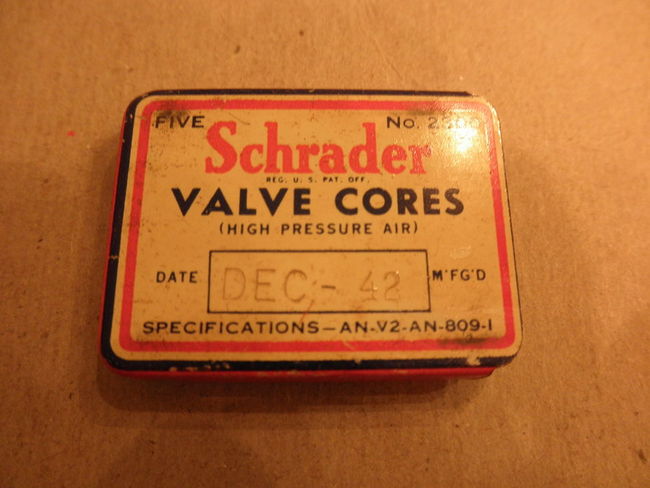 FIVE No.
Schrader
REG. U. S. PAT. OFF.
VALVE CORES
(HIGH PRESSURE AIR)
DATE DEC - 42 M'F'G'D
SPECIFICATIONS—AN-V2-AN-809-1